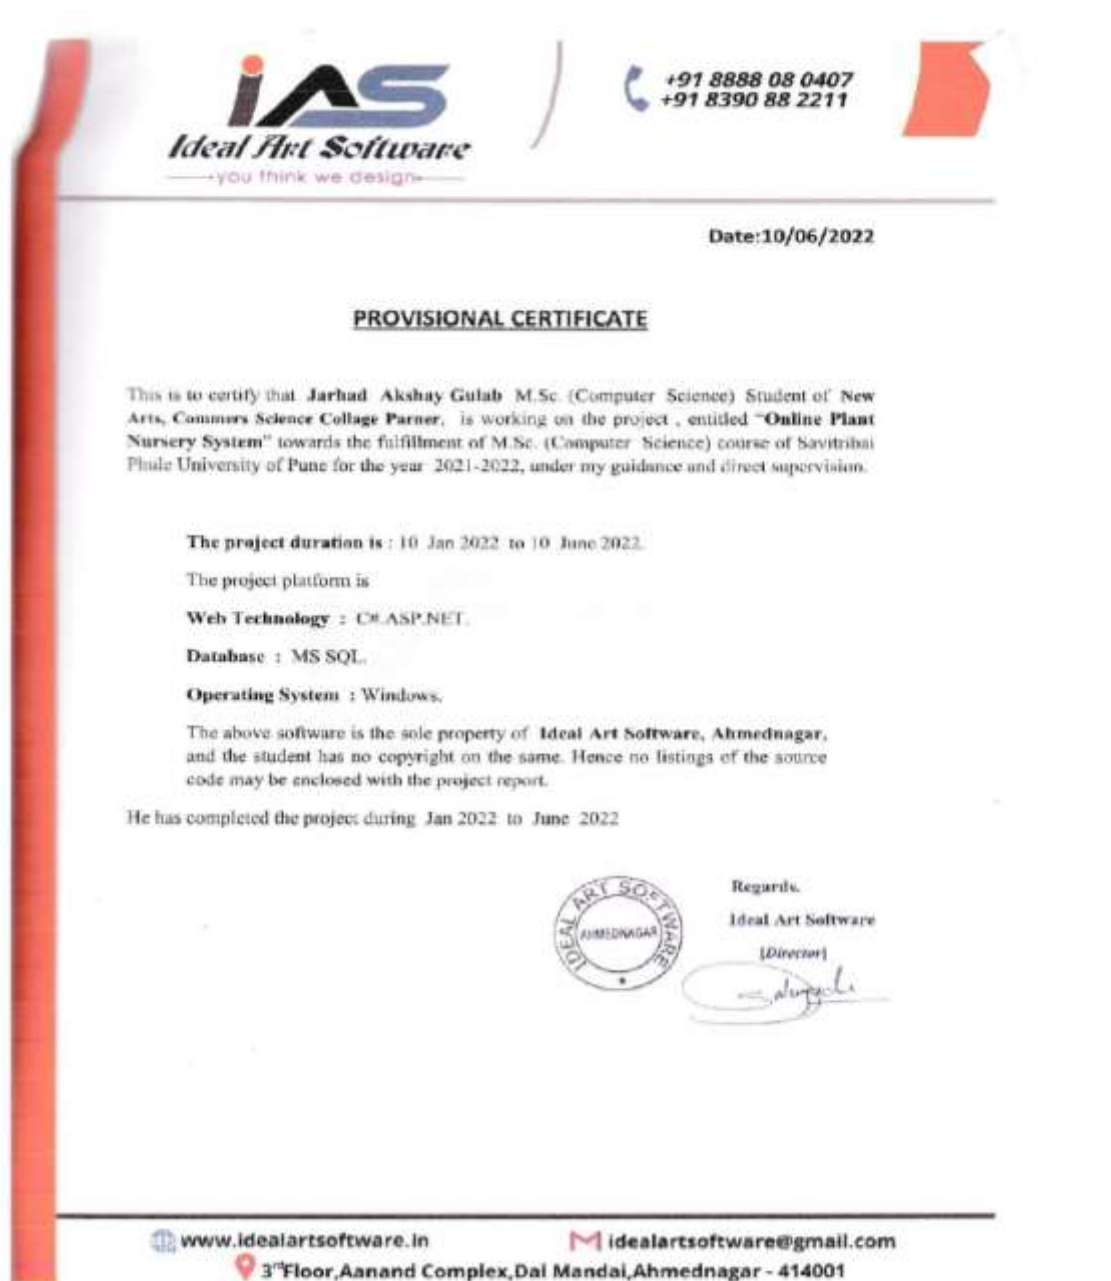 iAS
+91 8888 08 0407
+91 8390 88 2211
Ideal Art Software
you think we design
Date:10/06/2022
PROVISIONAL CERTIFICATE
This is to certify that Jarhad Akshay Gulab M.Sc. (Computer Science) Student of New
Arts, Commers Science Collage Parner, is working on the project , entitled "Online Plant
Nursery System" towards the fulfillment of M.Sc. (Computer Science) course of Savitribai
Phule University of Pune for the year 2021-2022, under my guidance and direct supervision.
The project duration is : 10 Jan 2022 to 10 June 2022.
The project platform is
Web Technology : C#.ASP.NET.
Database : MS SQL.
Operating System : Windows.
The above software is the sole property of Ideal Art Software, Ahmednagar,
and the student has no copyright on the same. Hence no listings of the source
code may be enclosed with the project report.
He has completed the project during Jan 2022 to June 2022
IDEAL ART SOFTWARE
AHMEDNAGAR
Regards.
Ideal Art Software
[Director]
www.idealartsoftware.in
idealartsoftware@gmail.com
3rdFloor,Aanand Complex,Dal Mandai,Ahmednagar - 414001